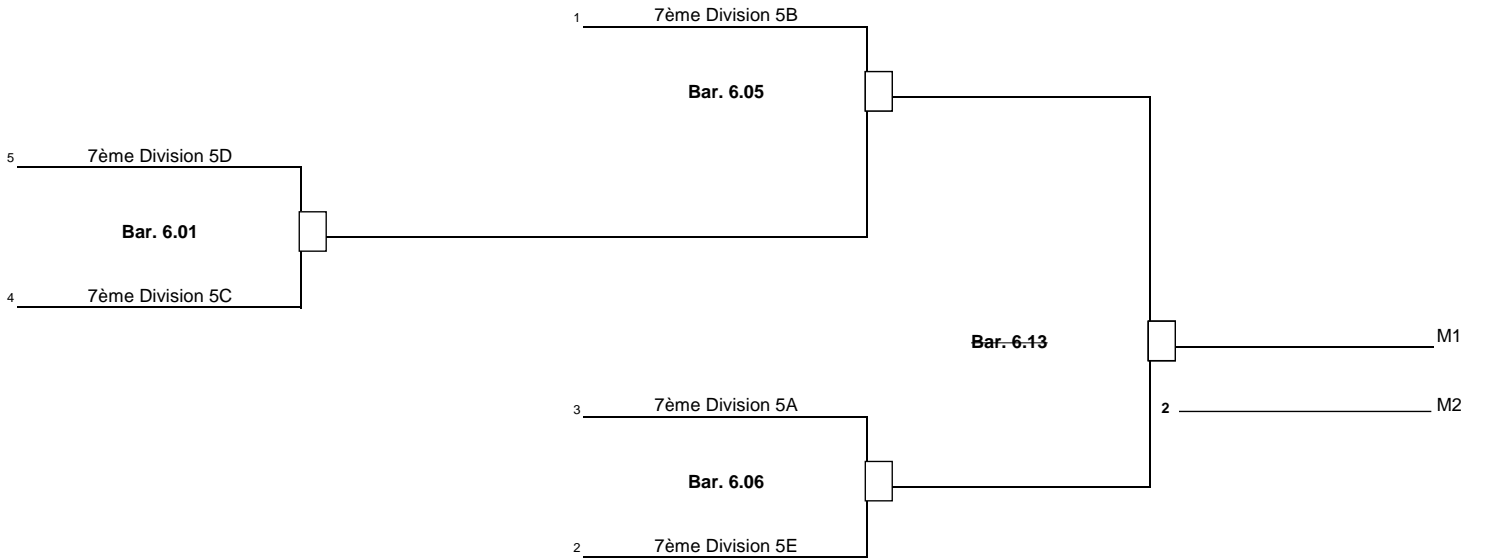 1 7ème Division 5B
Bar. 6.05
5 7ème Division 5D
Bar. 6.01
4 7ème Division 5C
Bar. 6.13
M1
3 7ème Division 5A
2 M2
Bar. 6.06
2 7ème Division 5E